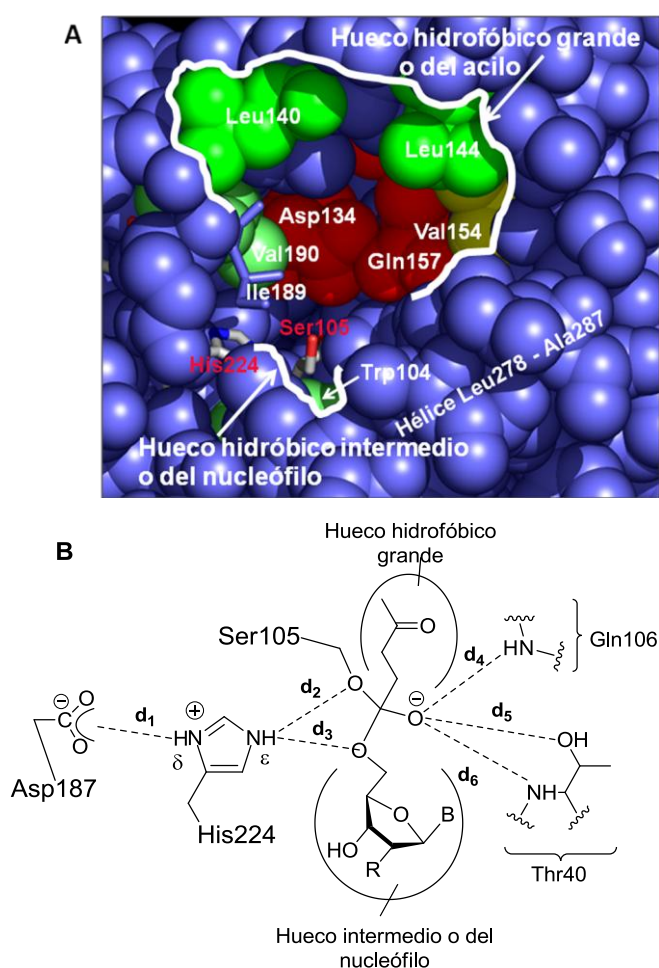 A
Hueco hidrofóbico grande
o del acilo
Leu140
Leu144
Asp134
Val154
Val190
Gln157
Ile189
Ser105
His224
Trp104
Hélice Leu278 - Ala287
Hueco hidróbico intermedio
o del nucleófilo
B
Hueco hidrofóbico
grande
Ser105
O
HN
Gln106
d4
d2
O
O
d5
OH
O
C
O
d1
HN
NH
δ
ε
d3
O
d6
NH
Asp187
His224
O
B
HO
R
Thr40
Hueco intermedio o del
nucleófilo